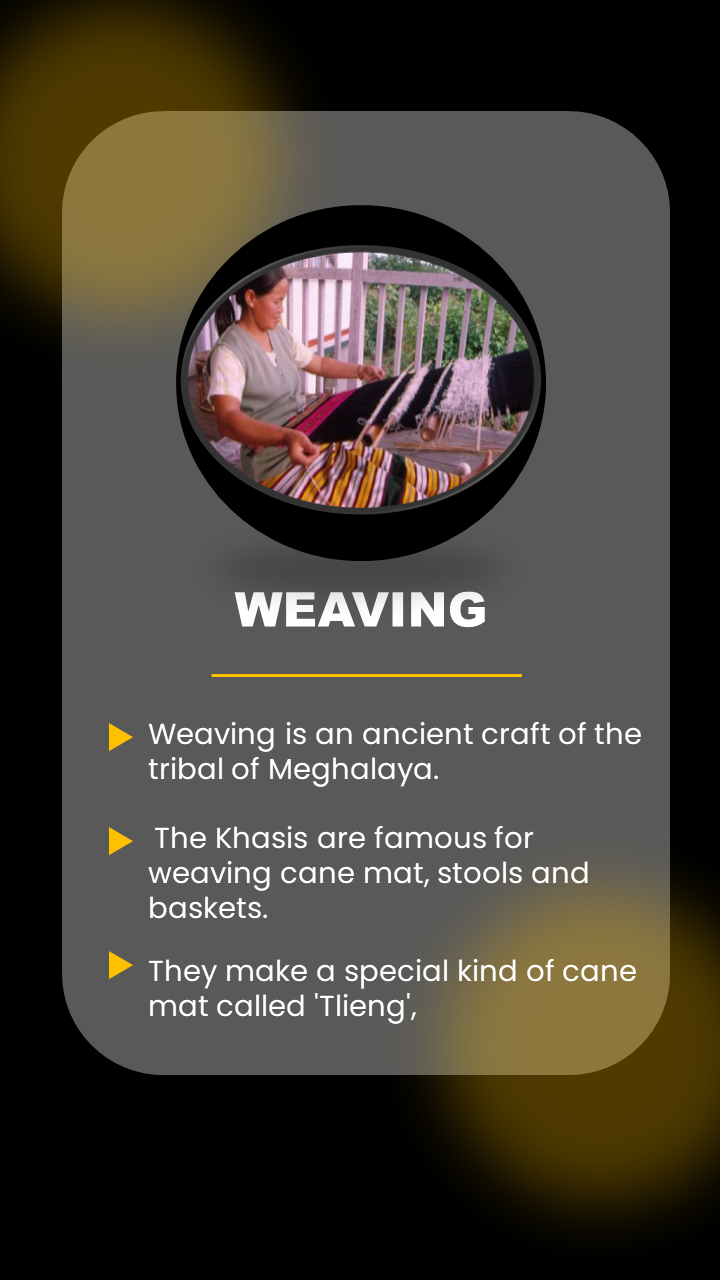 WEAVING
Weaving is an ancient craft of the
tribal of Meghalaya.
The Khasis are famous for
weaving cane mat, stools and
baskets.
They make a special kind of cane
mat called 'Tlieng',